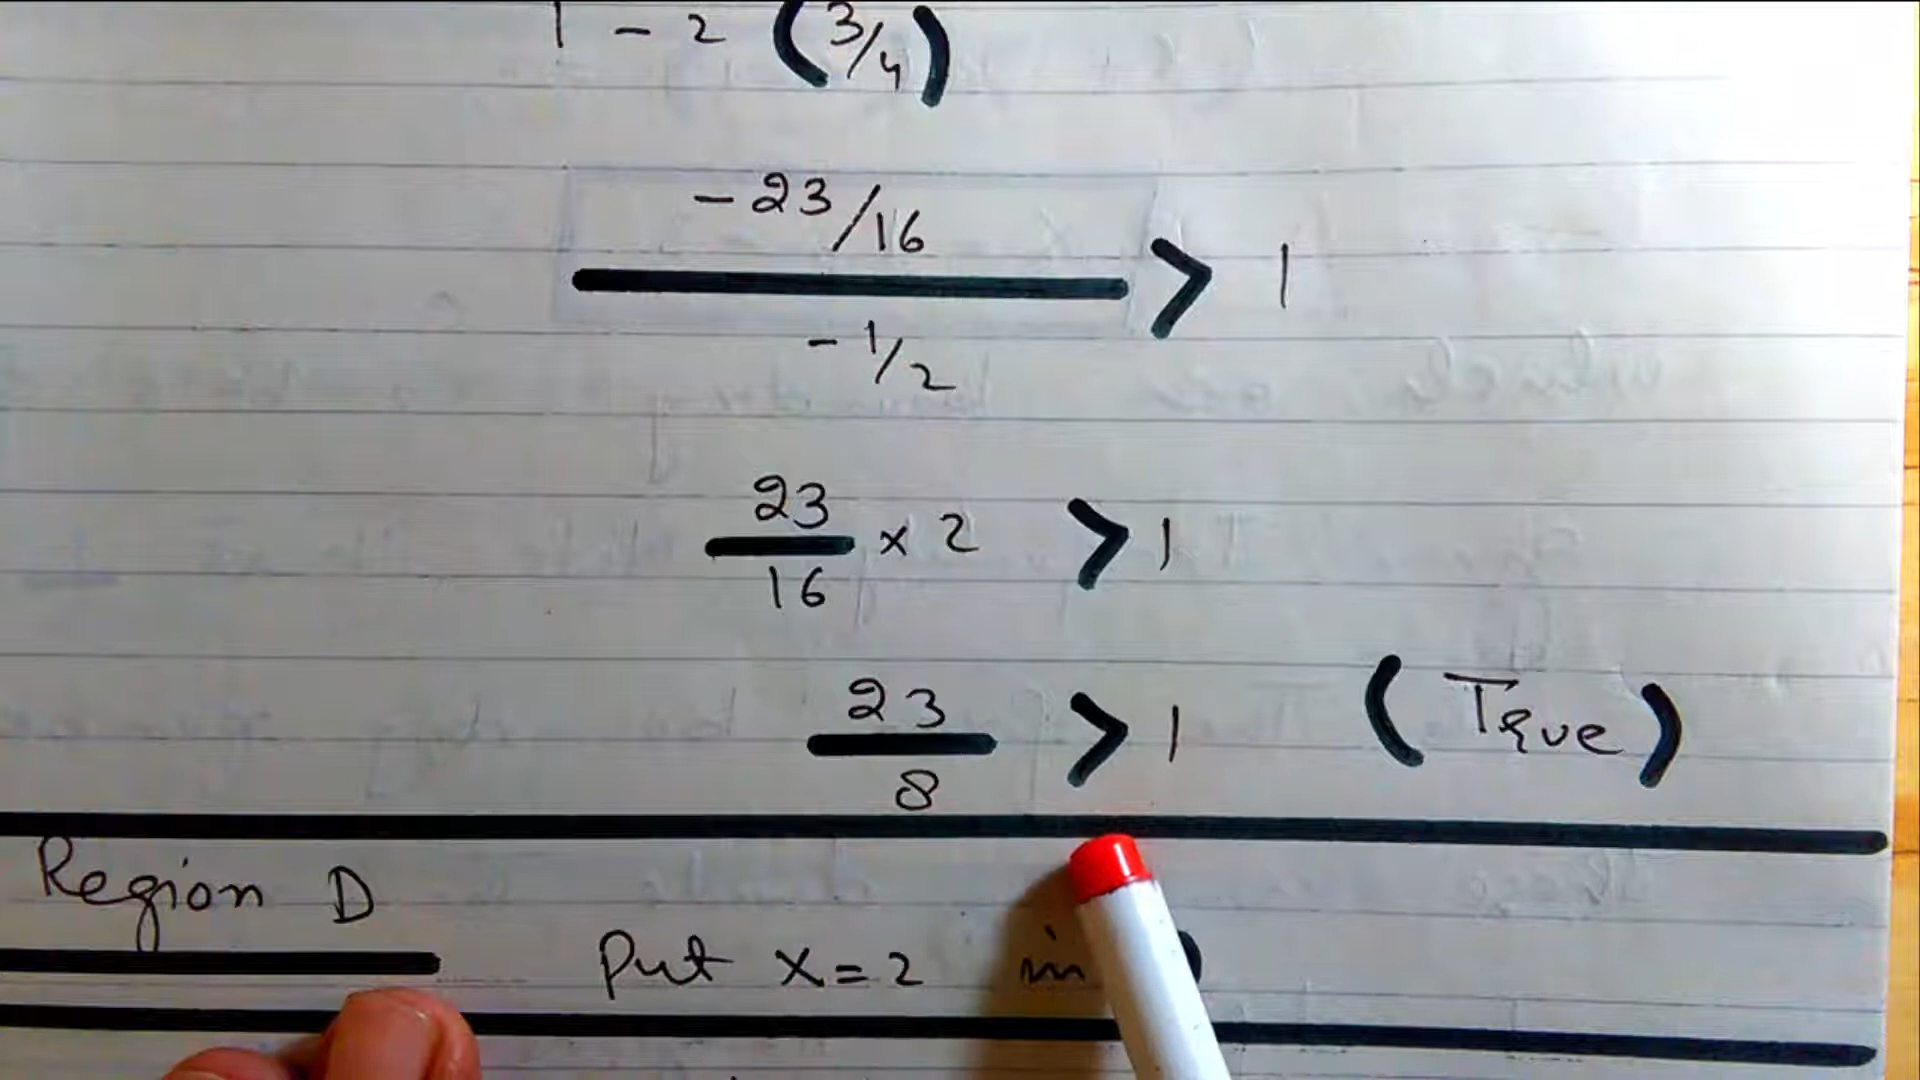 1 - 2 (3/4)
-23/16
> 1
-1/2
23
× 2 > 1
16
23
> 1 (True)
8
Region D
Put x=2 in